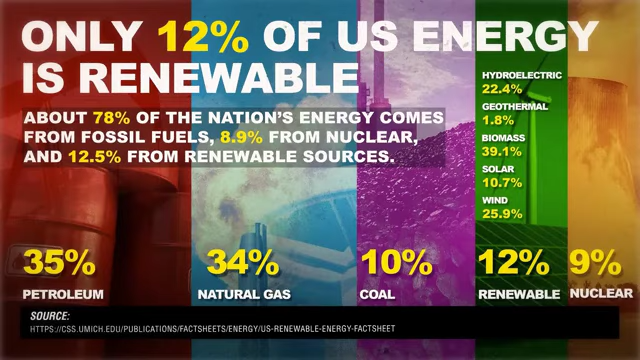 ONLY 12% OF US ENERGY
IS RENEWABLE
ABOUT 78% OF THE NATION'S ENERGY COMES
FROM FOSSIL FUELS, 8.9% FROM NUCLEAR,
AND 12.5% FROM RENEWABLE SOURCES.
HYDROELECTRIC
22.4%
GEOTHERMAL
1.8%
BIOMASS
39.1%
SOLAR
10.7%
WIND
25.9%
35%
PETROLEUM
34%
NATURAL GAS
10%
COAL
12%
RENEWABLE
9%
NUCLEAR
SOURCE:
HTTPS://CSS.UMICH.EDU/PUBLICATIONS/FACTSHEETS/ENERGY/US-RENEWABLE-ENERGY-FACTSHEET